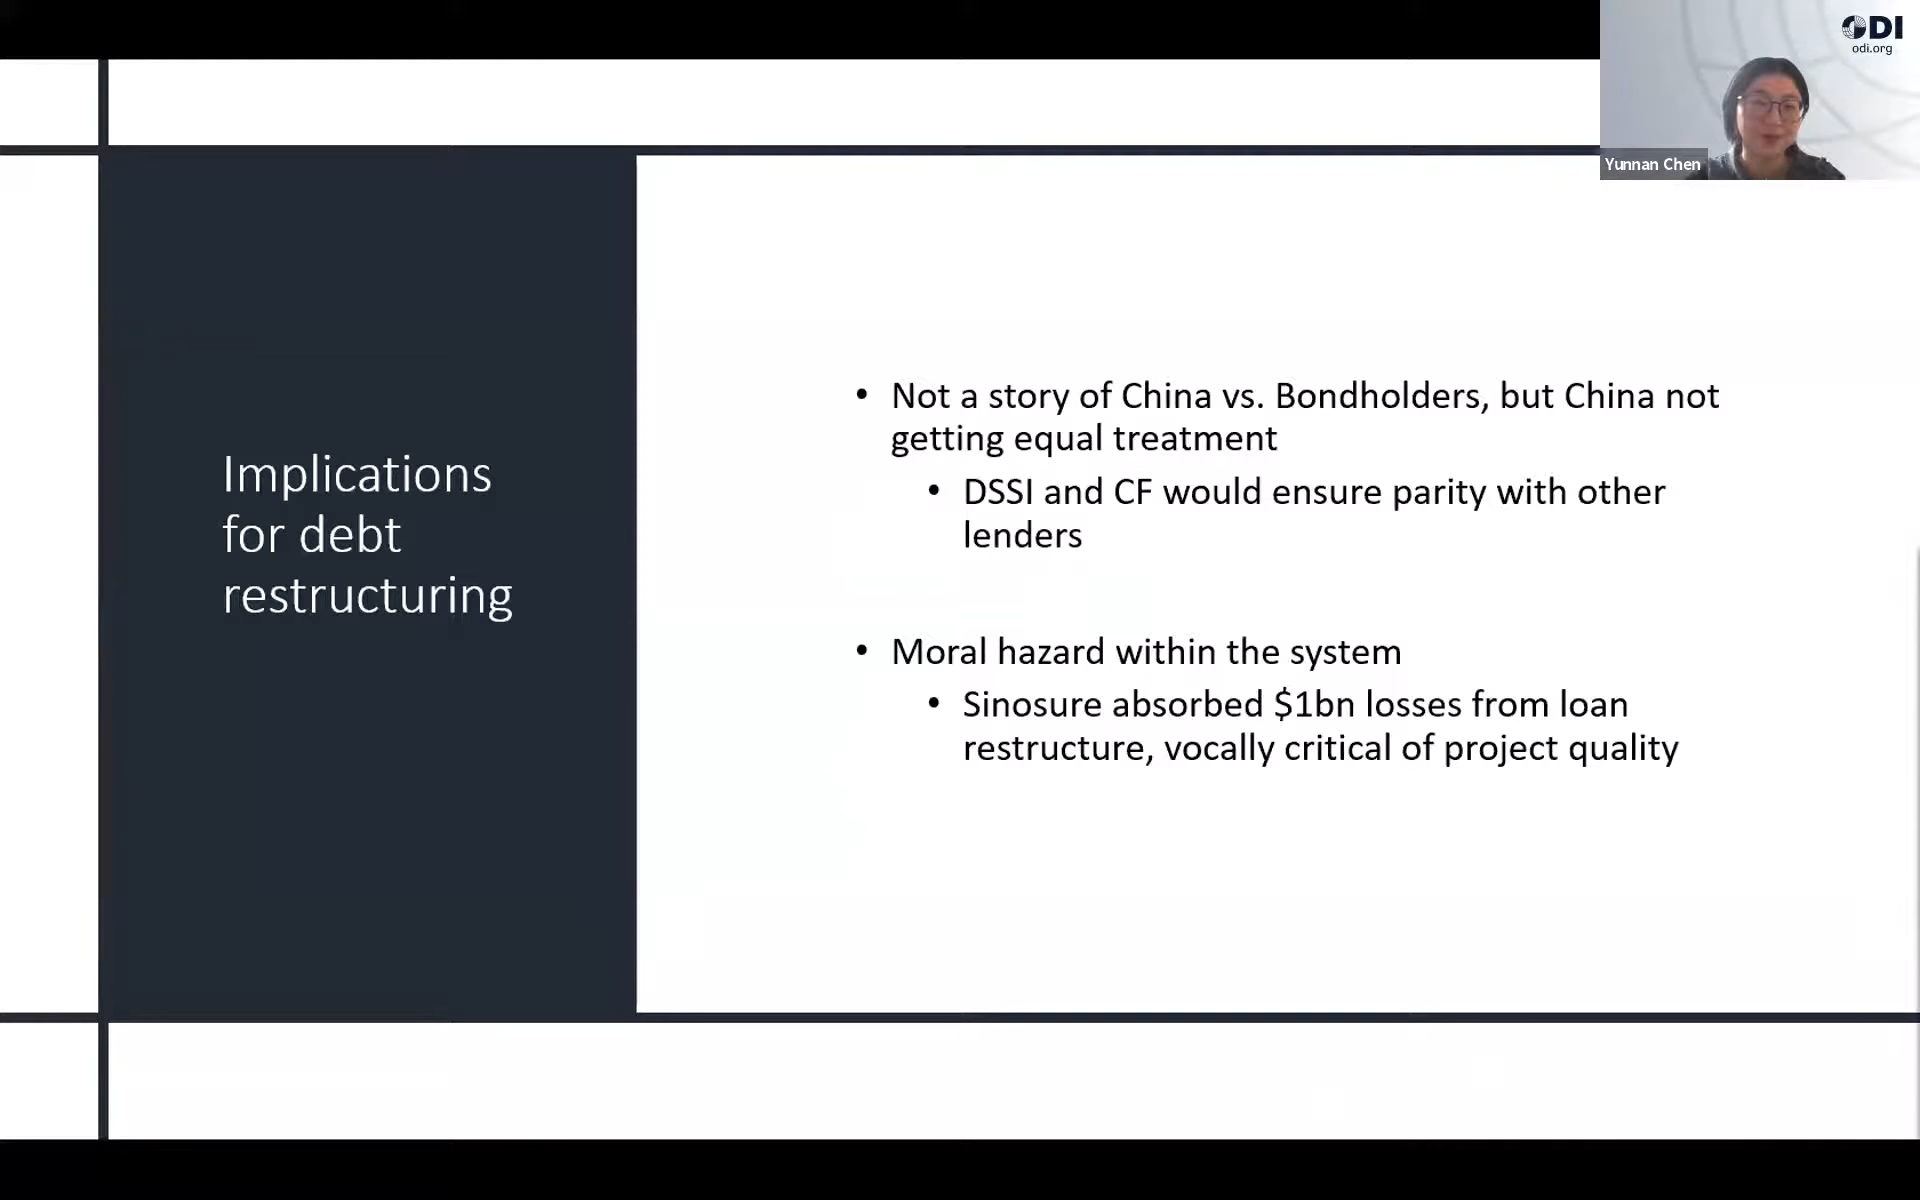 ODI
odi.org
Yunnan Chen
Implications
for debt
restructuring
• Not a story of China vs. Bondholders, but China not
getting equal treatment
• DSSI and CF would ensure parity with other
lenders
• Moral hazard within the system
• Sinosure absorbed $1bn losses from loan
restructure, vocally critical of project quality